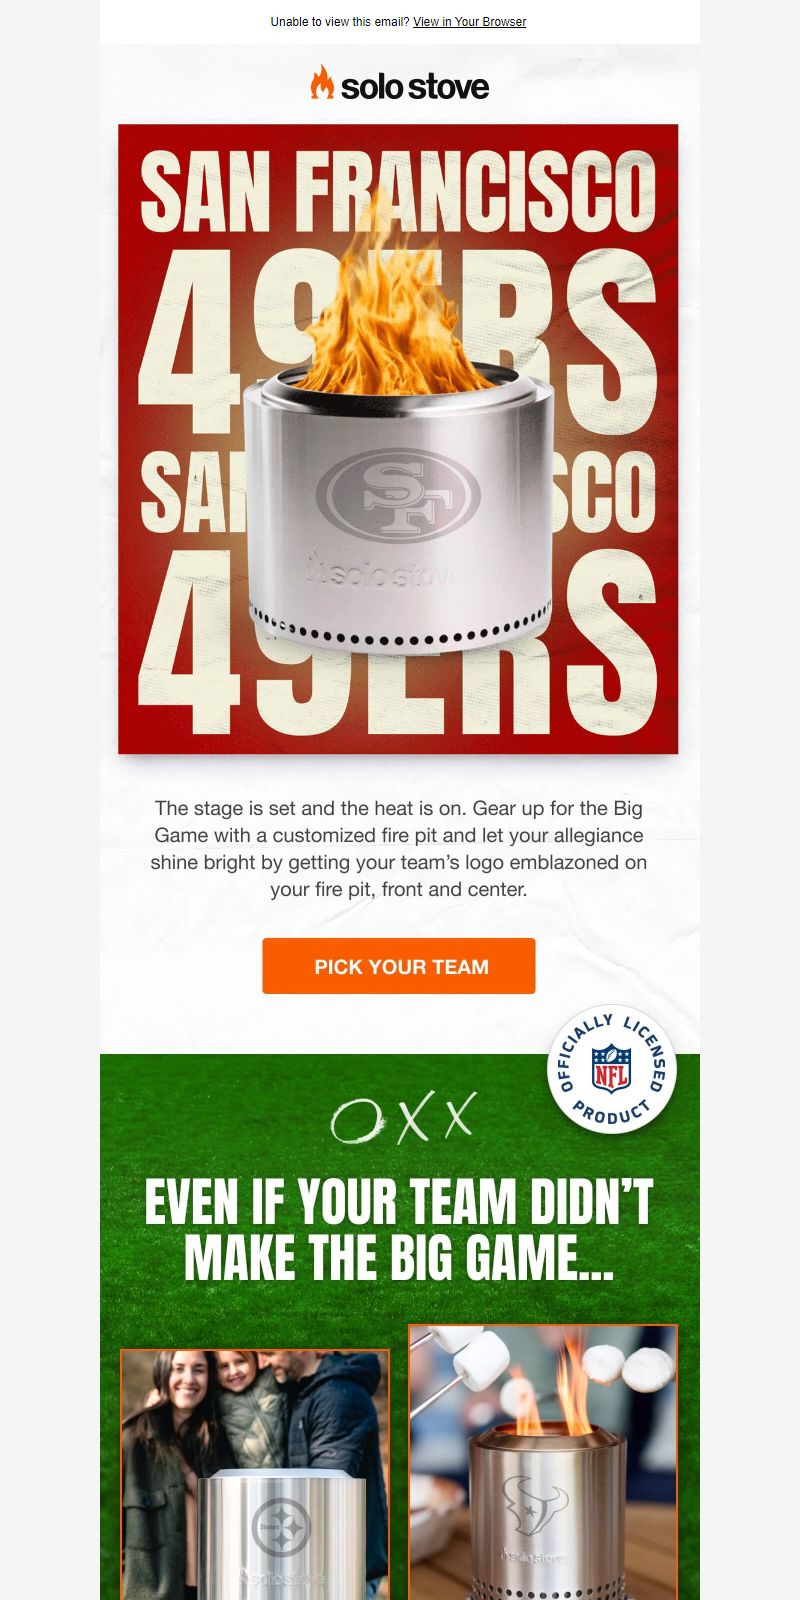 Unable to view this email? View in Your Browser
solo stove
SAN FRANCISCO
49ERS
SF
solo stove
49ERS
The stage is set and the heat is on. Gear up for the Big
Game with a customized fire pit and let your allegiance
shine bright by getting your team's logo emblazoned on
your fire pit, front and center.
PICK YOUR TEAM
OFFICIALLY LICENSED
NFL
PRODUCT
OXX
EVEN IF YOUR TEAM DIDN'T
MAKE THE BIG GAME...
Steelers
solo stove
solo stove